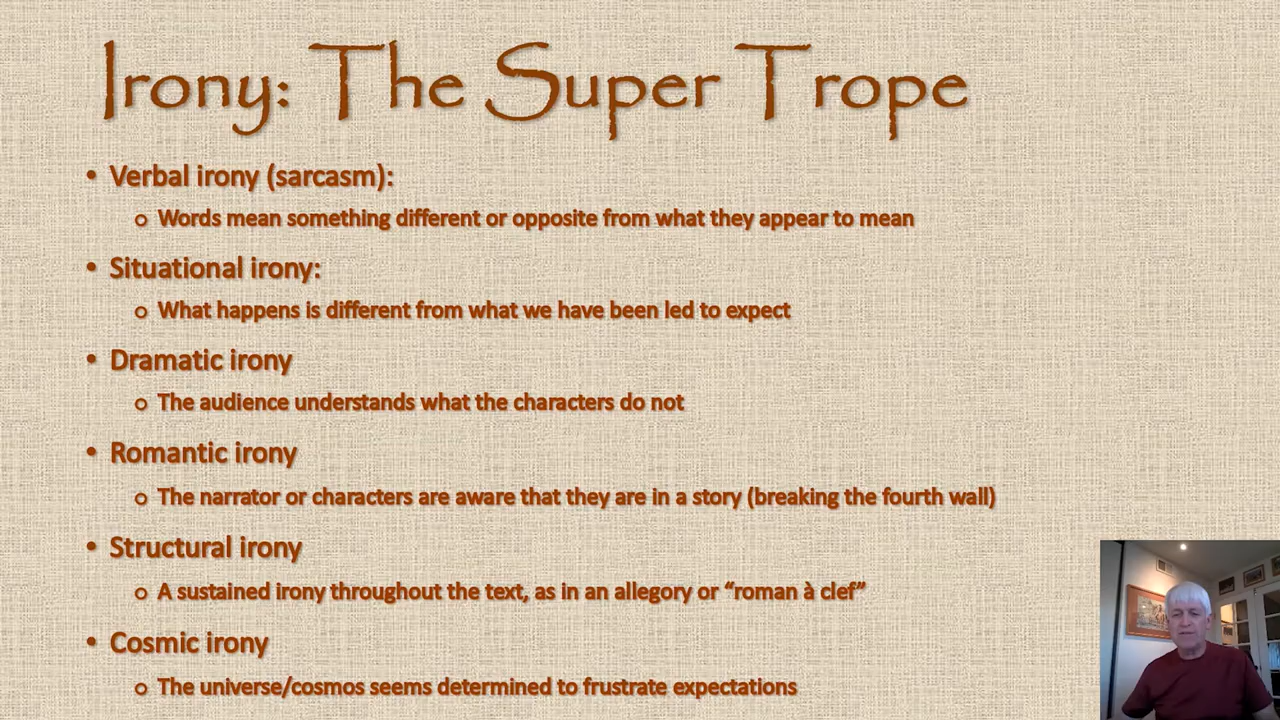 Irony: The Super Trope
• Verbal irony (sarcasm):
o Words mean something different or opposite from what they appear to mean
• Situational irony:
o What happens is different from what we have been led to expect
• Dramatic irony
o The audience understands what the characters do not
• Romantic irony
o The narrator or characters are aware that they are in a story (breaking the fourth wall)
• Structural irony
o A sustained irony throughout the text, as in an allegory or “roman à clef”
• Cosmic irony
o The universe/cosmos seems determined to frustrate expectations